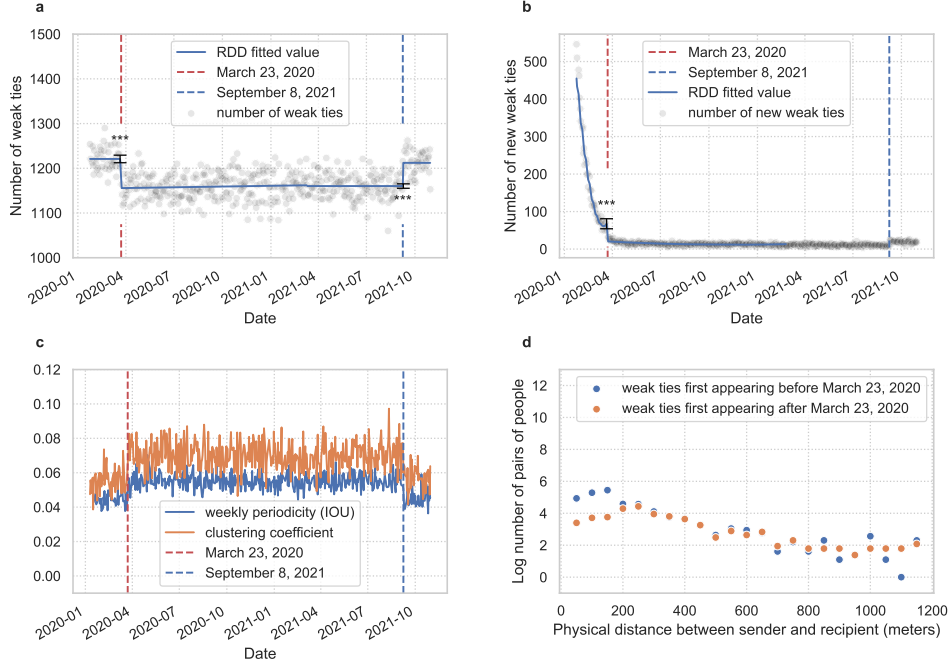 a
1500
1400
1300
1200
1100
1000
Number of weak ties
RDD fitted value
March 23, 2020
September 8, 2021
number of weak ties
***
***
2020-01
2020-04
2020-07
2020-10
2021-01
2021-04
2021-07
2021-10
Date
b
500
400
300
200
100
0
Number of new weak ties
March 23, 2020
September 8, 2021
RDD fitted value
number of new weak ties
***
2020-01
2020-04
2020-07
2020-10
2021-01
2021-04
2021-07
2021-10
Date
c
0.12
0.10
0.08
0.06
0.04
0.02
0.00
weekly periodicity (IOU)
clustering coefficient
March 23, 2020
September 8, 2021
2020-01
2020-04
2020-07
2020-10
2021-01
2021-04
2021-07
2021-10
Date
d
12
10
8
6
4
2
0
Log number of pairs of people
weak ties first appearing before March 23, 2020
weak ties first appearing after March 23, 2020
0
200
400
600
800
1000
1200
Physical distance between sender and recipient (meters)